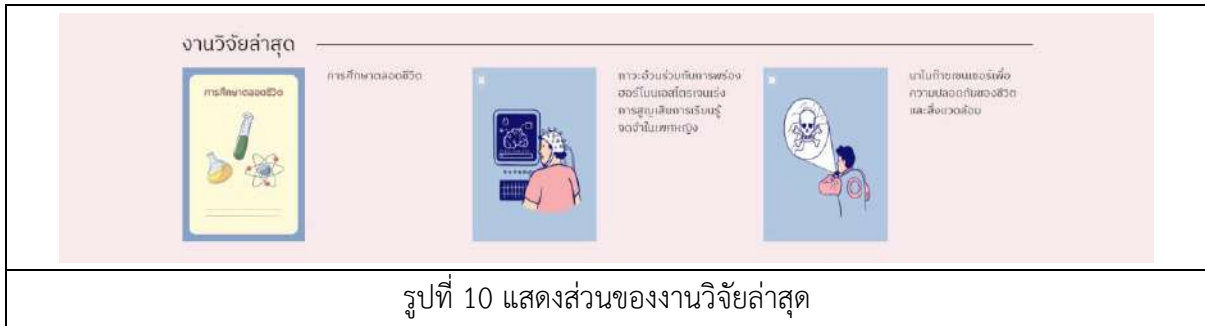 งานวิจัยล่าสุด
การศึกษาตลอดชีวิต
การศึกษาตลอดชีวิต
ภาวะอ้วนร่วมกับการพร่อง
ฮอร์โมนเอสโตรเจนเร่ง
การสูญเสียการเรียนรู้
จดจำในเพศหญิง
นาโนก๊าซเซนเซอร์เพื่อ
ความปลอดภัยของชีวิต
และสิ่งแวดล้อม
รูปที่ 10 แสดงส่วนของงานวิจัยล่าสุด